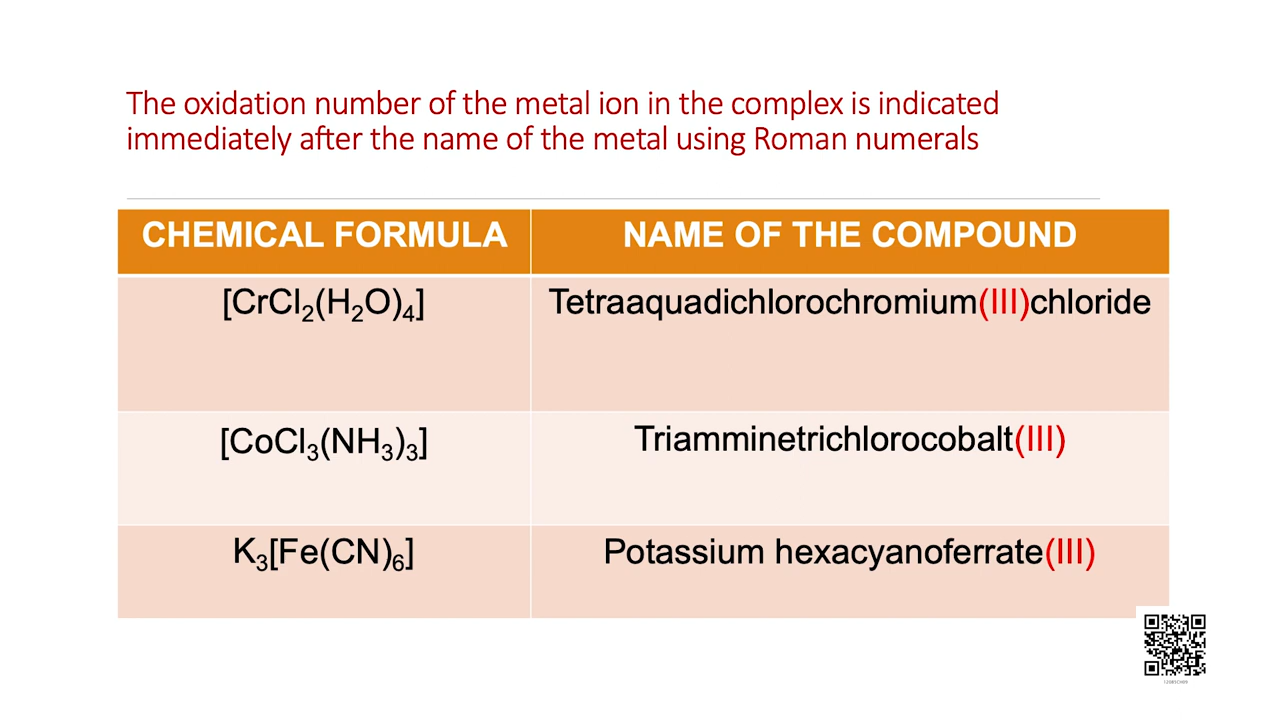 The oxidation number of the metal ion in the complex is indicated
immediately after the name of the metal using Roman numerals
CHEMICAL FORMULA
NAME OF THE COMPOUND
[CrCl₂(H₂O)₄]
Tetraaquadichlorochromium(III)chloride
[CoCl₃(NH₃)₃]
Triamminetrichlorocobalt(III)
K₃[Fe(CN)₆]
Potassium hexacyanoferrate(III)